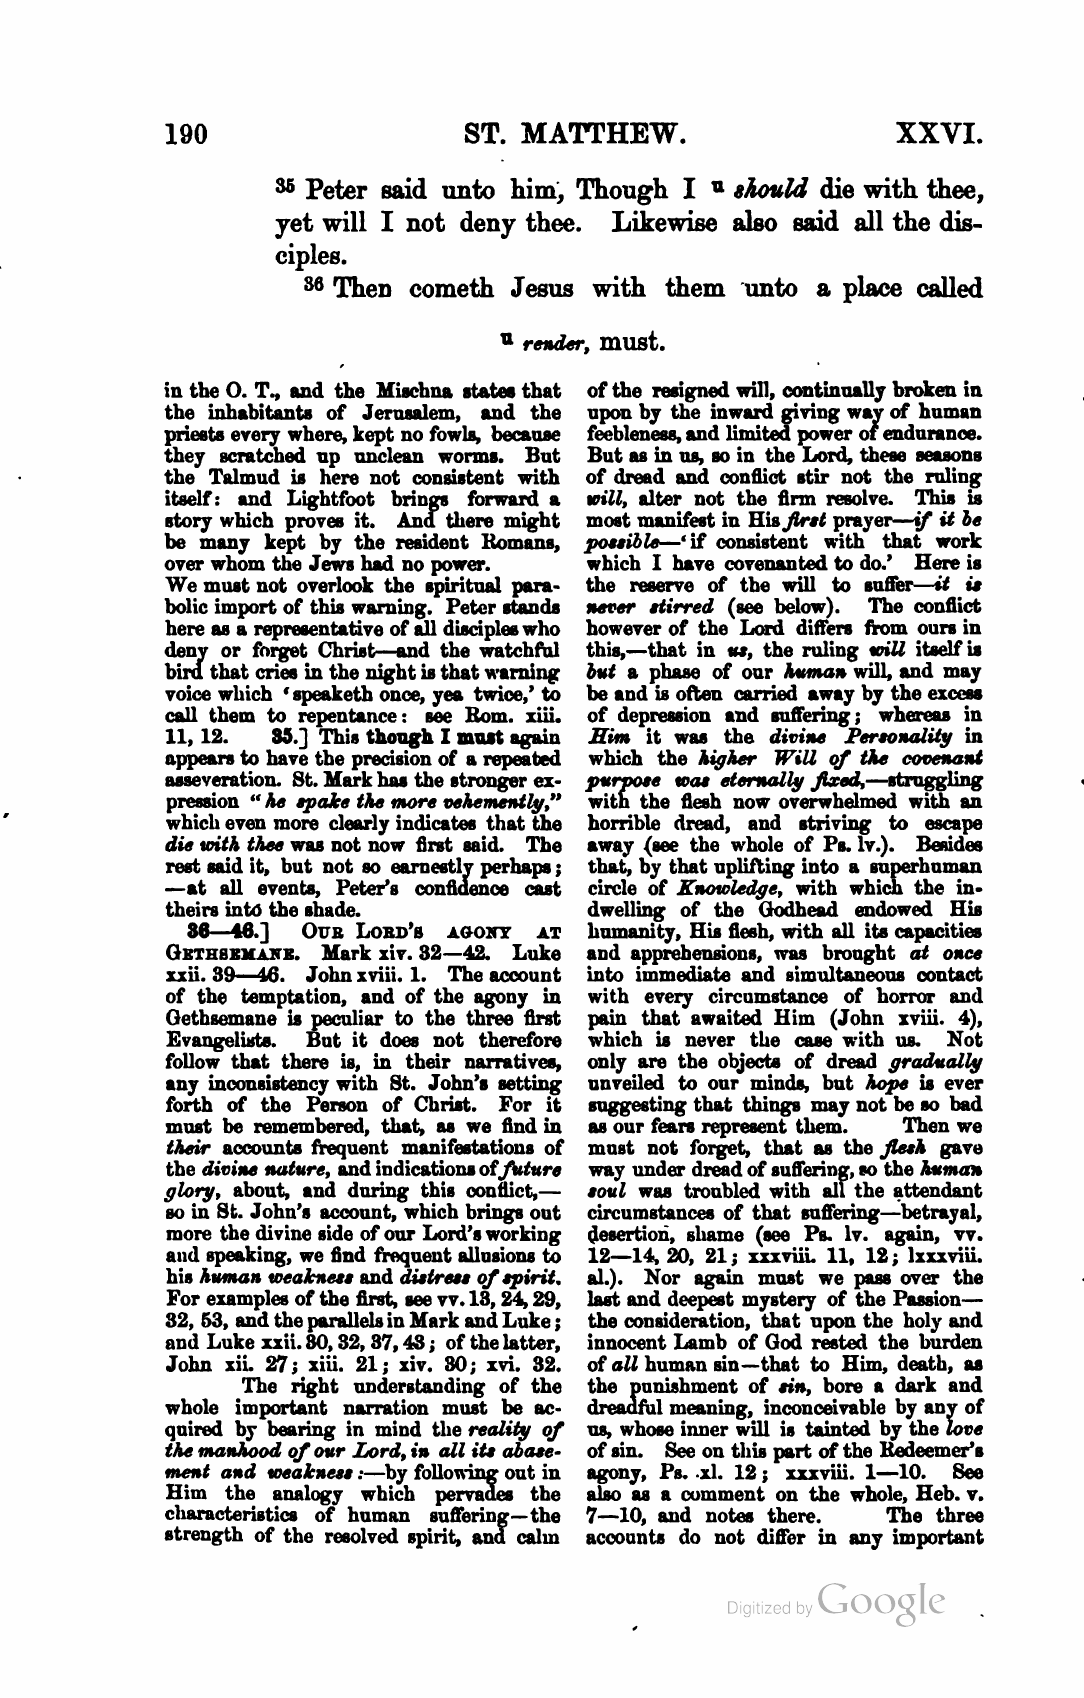 190 ST. MATTHEW. XXVI.
35 Peter said unto him, Though I u should die with thee,
yet will I not deny thee. Likewise also said all the dis-
ciples.
36 Then cometh Jesus with them unto a place called
u render, must.
in the O. T., and the Mischna states that
the inhabitants of Jerusalem, and the
priests every where, kept no fowls, because
they scratched up unclean worms. But
the Talmud is here not consistent with
itself: and Lightfoot brings forward a
story which proves it. And there might
be many kept by the resident Romans,
over whom the Jews had no power.
We must not overlook the spiritual para-
bolic import of this warning. Peter stands
here as a representative of all disciples who
deny or forget Christ—and the watchful
bird that cries in the night is that warning
voice which ‘speaketh once, yea twice,’ to
call them to repentance: see Rom. xiii.
11, 12. 35.] This though I must again
appears to have the precision of a repeated
asseveration. St. Mark has the stronger ex-
pression “he spake the more vehemently,”
which even more clearly indicates that the
die with thee was not now first said. The
rest said it, but not so earnestly perhaps;
—at all events, Peter’s confidence cast
theirs into the shade.
36—46.] OUR LORD’S AGONY AT
GETHSEMANE. Mark xiv. 32—42. Luke
xxii. 39—46. John xviii. 1. The account
of the temptation, and of the agony in
Gethsemane is peculiar to the three first
Evangelists. But it does not therefore
follow that there is, in their narratives,
any inconsistency with St. John’s setting
forth of the Person of Christ. For it
must be remembered, that, as we find in
their accounts frequent manifestations of
the divine nature, and indications of future
glory, about, and during this conflict,—
so in St. John’s account, which brings out
more the divine side of our Lord’s working
and speaking, we find frequent allusions to
his human weakness and distress of spirit.
For examples of the first, see vv. 13, 24, 29,
32, 53, and the parallels in Mark and Luke;
and Luke xxii. 30, 32, 37, 43; of the latter,
John xii. 27; xiii. 21; xiv. 30; xvi. 32.
The right understanding of the
whole important narration must be ac-
quired by bearing in mind the reality of
the manhood of our Lord, in all its abase-
ment and weakness:—by following out in
Him the analogy which pervades the
characteristics of human suffering—the
strength of the resolved spirit, and calm
of the resigned will, continually broken in
upon by the inward giving way of human
feebleness, and limited power of endurance.
But as in us, so in the Lord, these seasons
of dread and conflict stir not the ruling
will, alter not the firm resolve. This is
most manifest in His first prayer—if it be
possible—‘if consistent with that work
which I have covenanted to do.’ Here is
the reserve of the will to suffer—it is
never stirred (see below). The conflict
however of the Lord differs from ours in
this,—that in us, the ruling will itself is
but a phase of our human will, and may
be and is often carried away by the excess
of depression and suffering; whereas in
Him it was the divine Personality in
which the higher Will of the covenant
purpose was eternally fixed,—struggling
with the flesh now overwhelmed with an
horrible dread, and striving to escape
away (see the whole of Ps. lv.). Besides
that, by that uplifting into a superhuman
circle of Knowledge, with which the in-
dwelling of the Godhead endowed His
humanity, His flesh, with all its capacities
and apprehensions, was brought at once
into immediate and simultaneous contact
with every circumstance of horror and
pain that awaited Him (John xviii. 4),
which is never the case with us. Not
only are the objects of dread gradually
unveiled to our minds, but hope is ever
suggesting that things may not be so bad
as our fears represent them. Then we
must not forget, that as the flesh gave
way under dread of suffering, so the human
soul was troubled with all the attendant
circumstances of that suffering—betrayal,
desertion, shame (see Ps. lv. again, vv.
12—14, 20, 21; xxxviii. 11, 12; lxxxviii.
al.). Nor again must we pass over the
last and deepest mystery of the Passion—
the consideration, that upon the holy and
innocent Lamb of God rested the burden
of all human sin—that to Him, death, as
the punishment of sin, bore a dark and
dreadful meaning, inconceivable by any of
us, whose inner will is tainted by the love
of sin. See on this part of the Redeemer’s
agony, Ps. xl. 12; xxxviii. 1—10. See
also as a comment on the whole, Heb. v.
7—10, and notes there. The three
accounts do not differ in any important
Digitized by Google